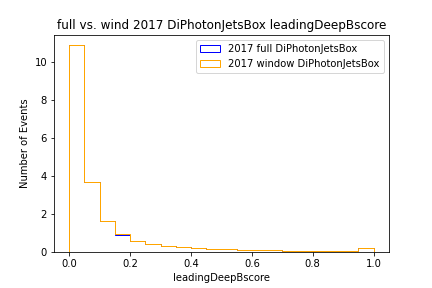 full vs. wind 2017 DiPhotonJetsBox leadingDeepBscore
2017 full DiPhotonJetsBox
2017 window DiPhotonJetsBox
Number of Events
10
8
6
4
2
0
0.0 0.2 0.4 0.6 0.8 1.0
leadingDeepBscore